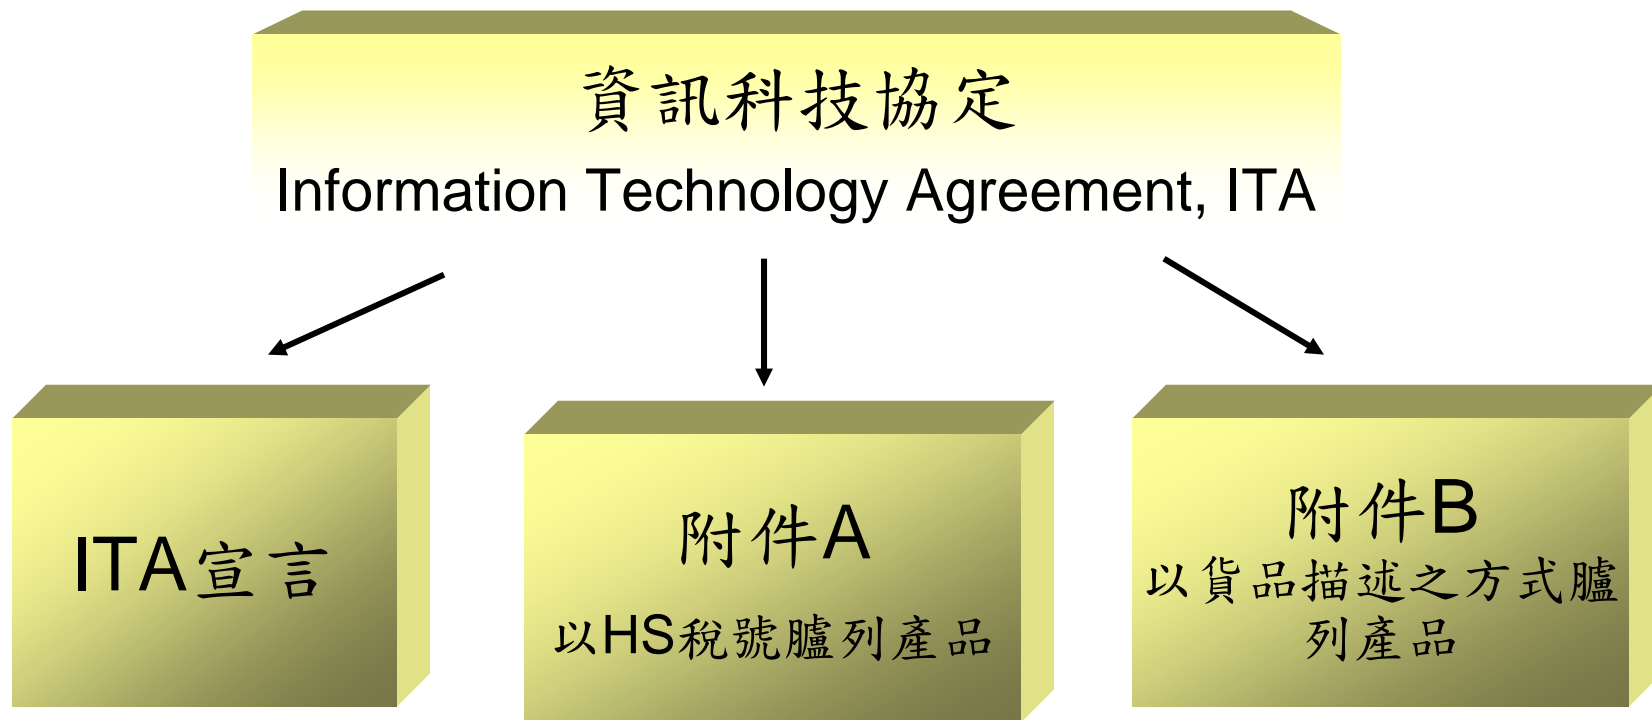 資訊科技協定
Information Technology Agreement, ITA
ITA宣言
附件A
以HS稅號臚列產品
附件B
以貨品描述之方式臚
列產品